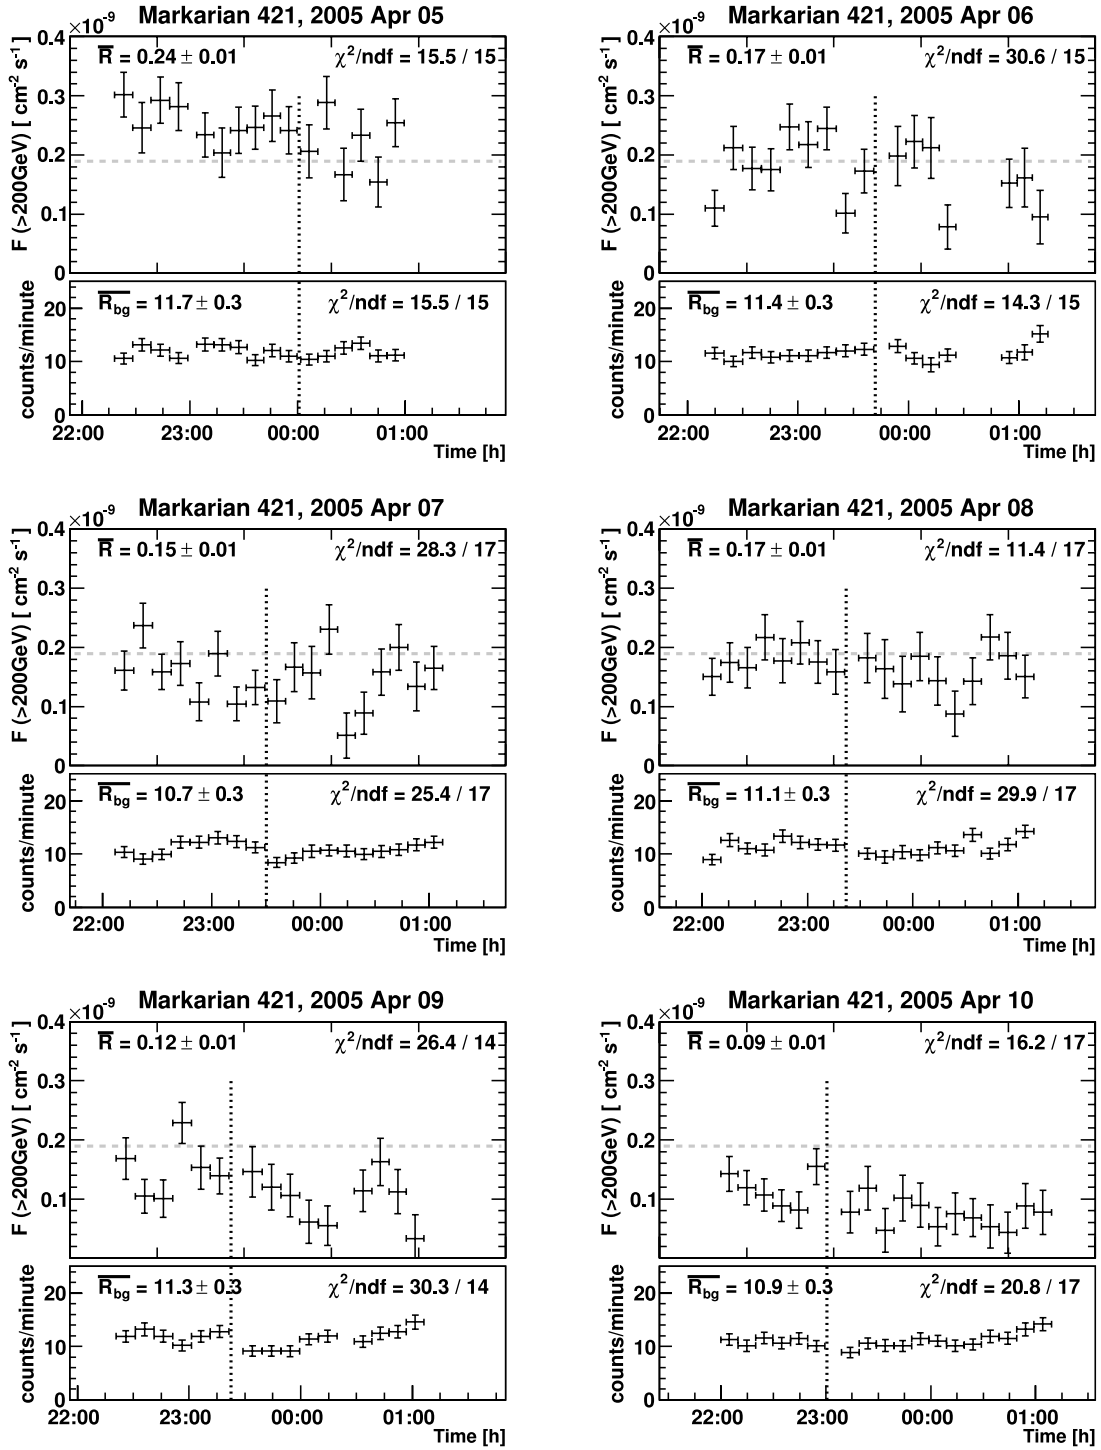 Markarian 421, 2005 Apr 05
×10⁻⁹
R̅ = 0.24 ± 0.01 χ²/ndf = 15.5 / 15
F (>200GeV) [ cm⁻² s⁻¹ ]
0.4
0.3
0.2
0.1
0
R_bg = 11.7 ± 0.3 χ²/ndf = 15.5 / 15
counts/minute
20
10
0
22:00 23:00 00:00 01:00
Time [h]
Markarian 421, 2005 Apr 06
×10⁻⁹
R̅ = 0.17 ± 0.01 χ²/ndf = 30.6 / 15
F (>200GeV) [ cm⁻² s⁻¹ ]
0.4
0.3
0.2
0.1
0
R_bg = 11.4 ± 0.3 χ²/ndf = 14.3 / 15
counts/minute
20
10
0
22:00 23:00 00:00 01:00
Time [h]
Markarian 421, 2005 Apr 07
×10⁻⁹
R̅ = 0.15 ± 0.01 χ²/ndf = 28.3 / 17
F (>200GeV) [ cm⁻² s⁻¹ ]
0.4
0.3
0.2
0.1
0
R_bg = 10.7 ± 0.3 χ²/ndf = 25.4 / 17
counts/minute
20
10
0
22:00 23:00 00:00 01:00
Time [h]
Markarian 421, 2005 Apr 08
×10⁻⁹
R̅ = 0.17 ± 0.01 χ²/ndf = 11.4 / 17
F (>200GeV) [ cm⁻² s⁻¹ ]
0.4
0.3
0.2
0.1
0
R_bg = 11.1 ± 0.3 χ²/ndf = 29.9 / 17
counts/minute
20
10
0
22:00 23:00 00:00 01:00
Time [h]
Markarian 421, 2005 Apr 09
×10⁻⁹
R̅ = 0.12 ± 0.01 χ²/ndf = 26.4 / 14
F (>200GeV) [ cm⁻² s⁻¹ ]
0.4
0.3
0.2
0.1
R_bg = 11.3 ± 0.3 χ²/ndf = 30.3 / 14
counts/minute
20
10
0
22:00 23:00 00:00 01:00
Time [h]
Markarian 421, 2005 Apr 10
×10⁻⁹
R̅ = 0.09 ± 0.01 χ²/ndf = 16.2 / 17
F (>200GeV) [ cm⁻² s⁻¹ ]
0.4
0.3
0.2
0.1
R_bg = 10.9 ± 0.3 χ²/ndf = 20.8 / 17
counts/minute
20
10
0
22:00 23:00 00:00 01:00
Time [h]